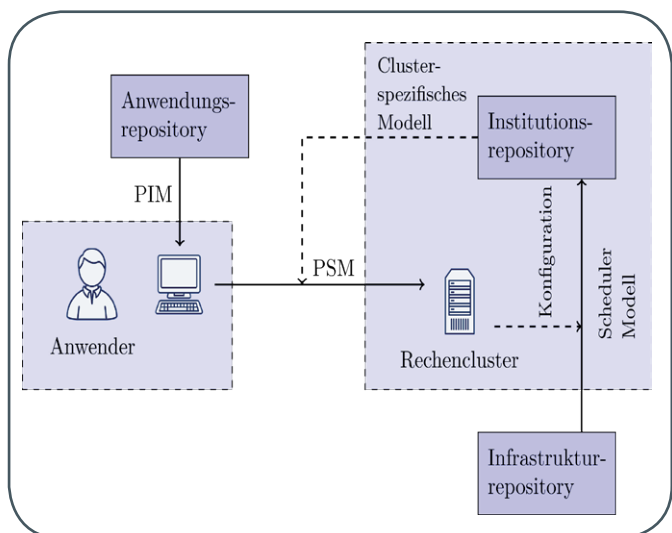 Anwendungs-
repository
PIM
Anwender
PSM
Cluster-
spezifisches
Modell
Institutions-
repository
Konfiguration
Scheduler
Modell
Rechencluster
Infrastruktur-
repository